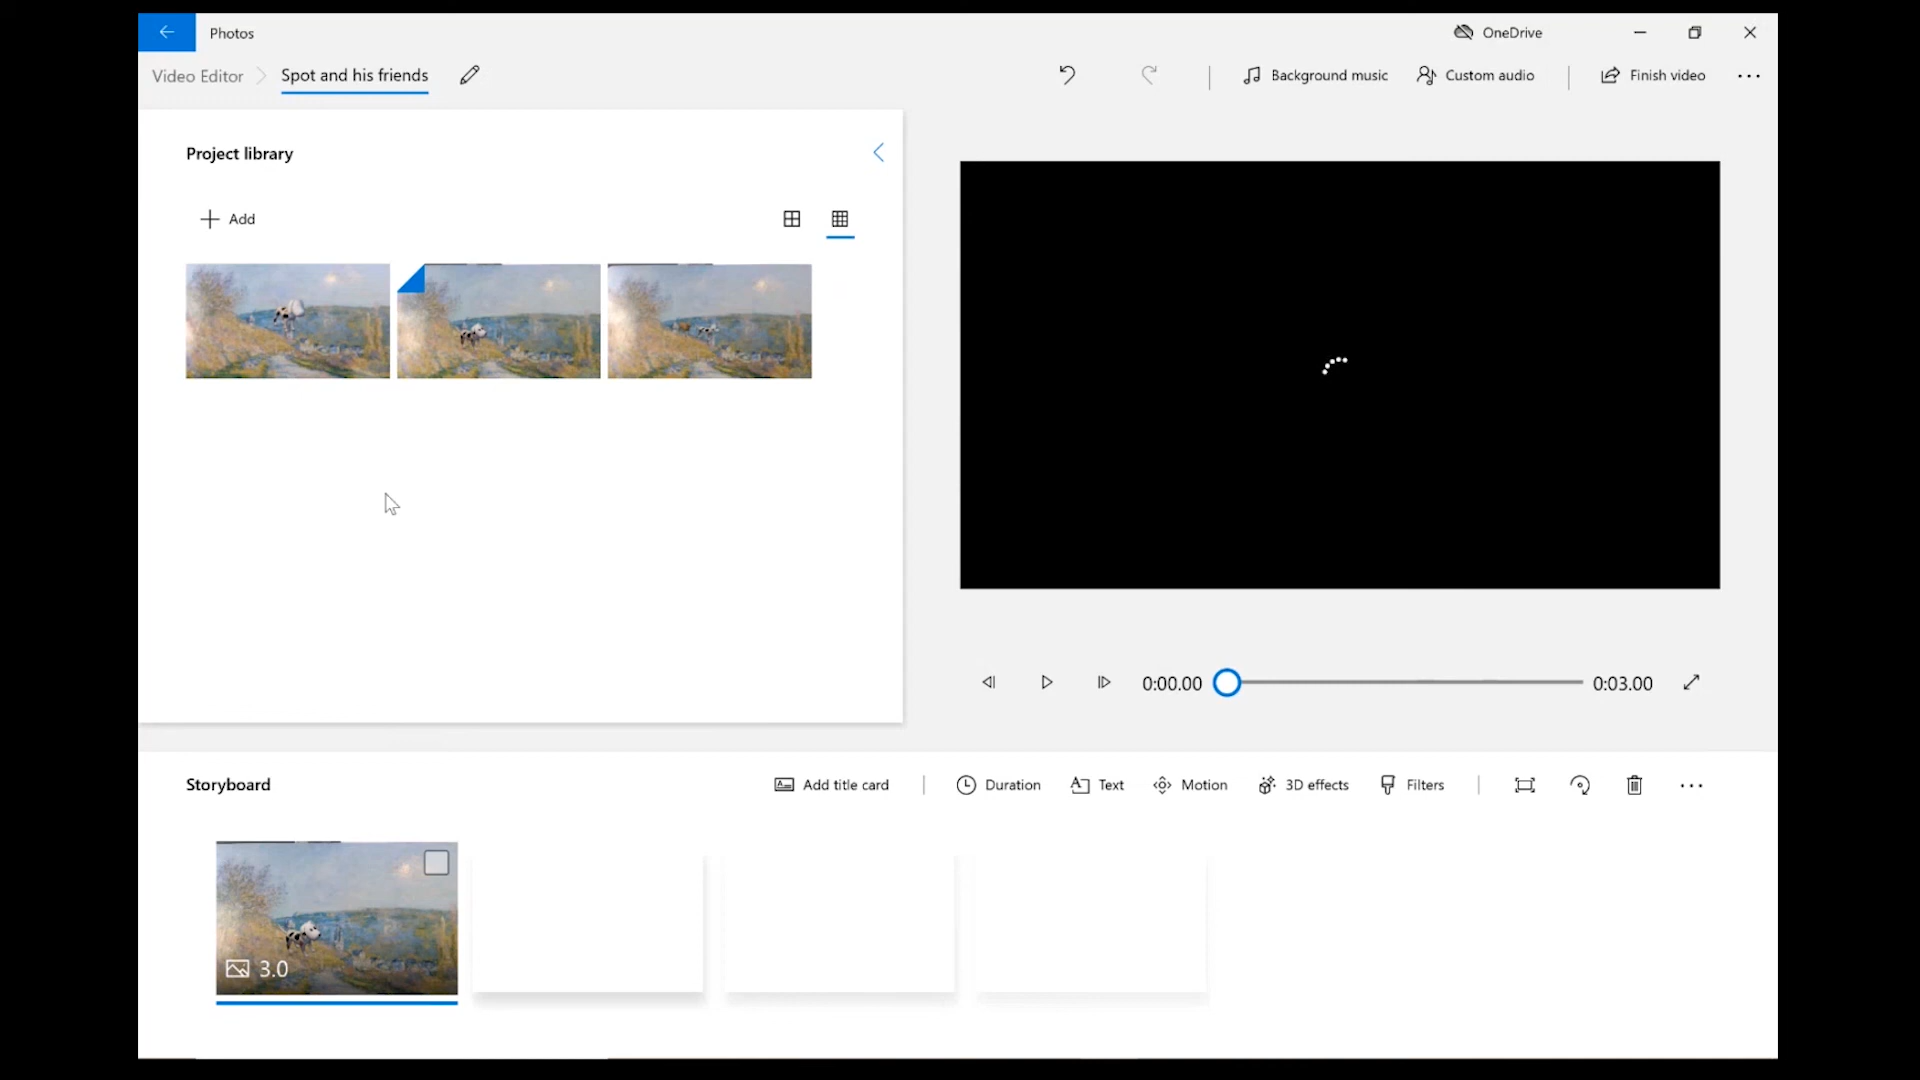 Photos
OneDrive
Video Editor
Spot and his friends
Background music
Custom audio
Finish video
Project library
Add
0:00.00
0:03.00
Storyboard
Add title card
Duration
Text
Motion
3D effects
Filters
3.0